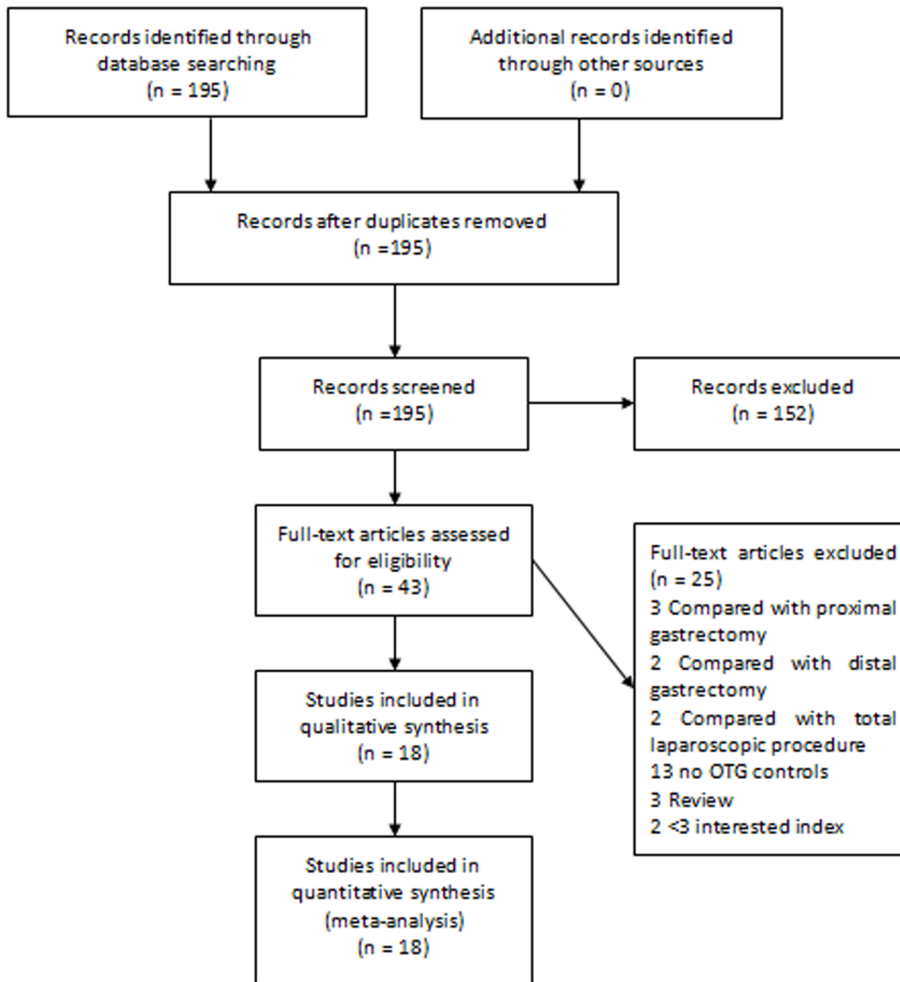 Records identified through
database searching
(n = 195)
Additional records identified
through other sources
(n = 0)
Records after duplicates removed
(n =195)
Records screened
(n =195)
Records excluded
(n = 152)
Full-text articles assessed
for eligibility
(n = 43)
Full-text articles excluded
(n = 25)
3 Compared with proximal
gastrectomy
2 Compared with distal
gastrectomy
2 Compared with total
laparoscopic procedure
13 no OTG controls
3 Review
2 <3 interested index
Studies included in
qualitative synthesis
(n = 18)
Studies included in
quantitative synthesis
(meta-analysis)
(n = 18)